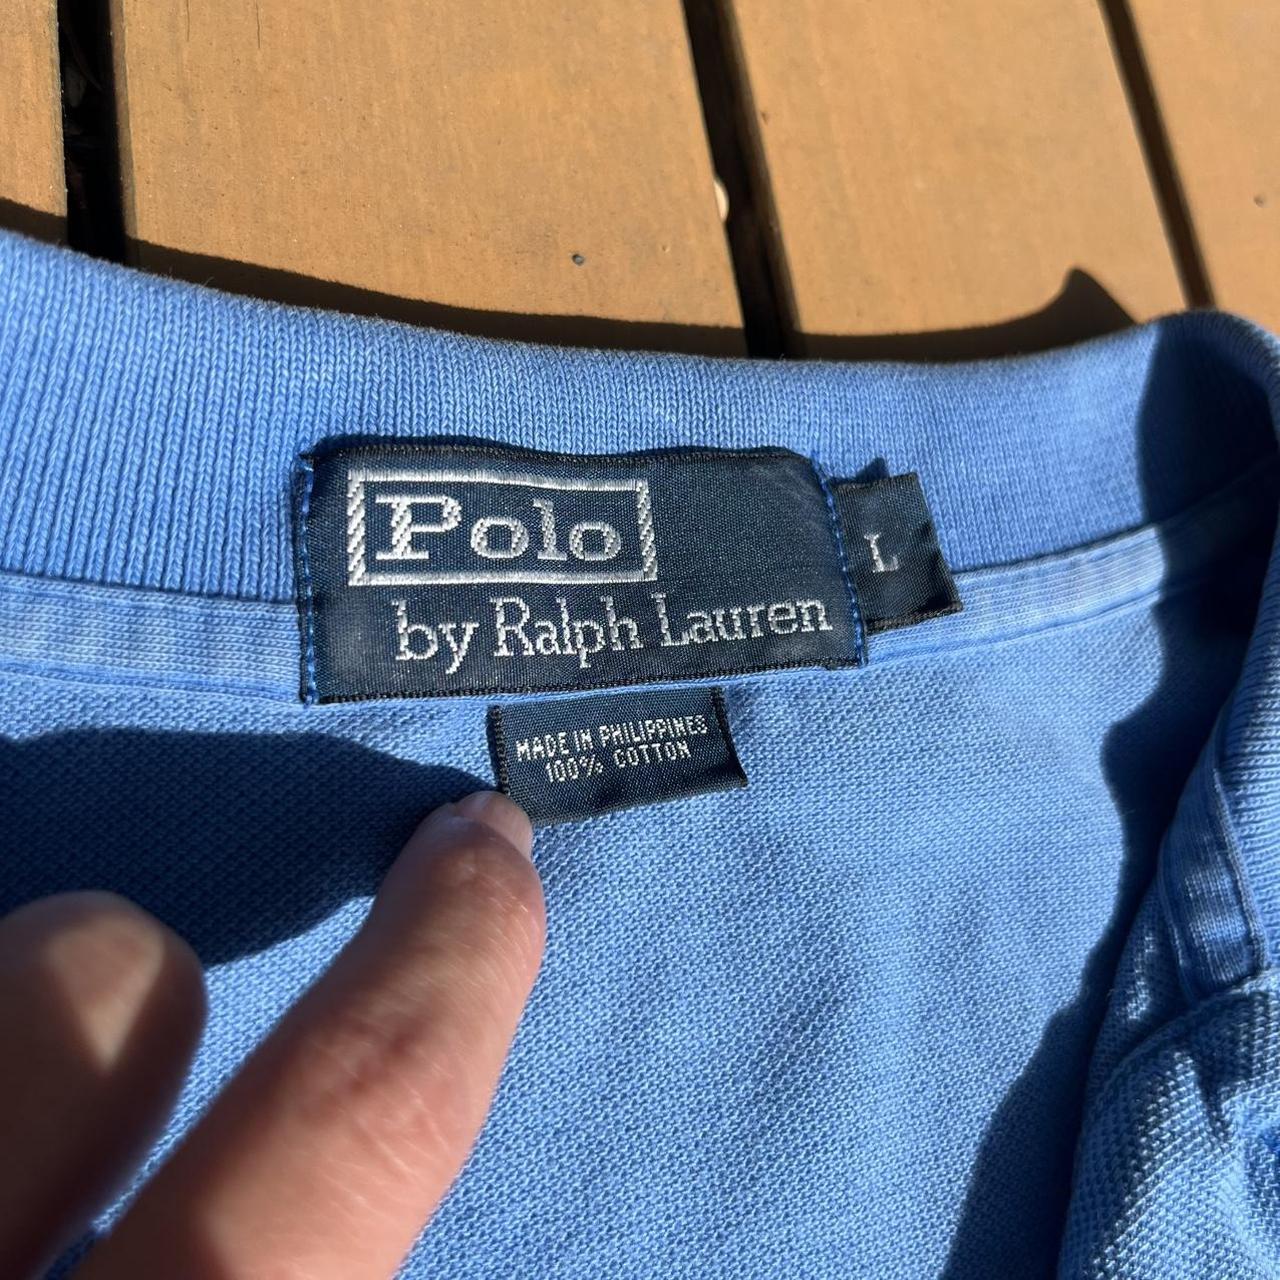 Polo
by Ralph Lauren
L
MADE IN PHILIPPINES
100% COTTON